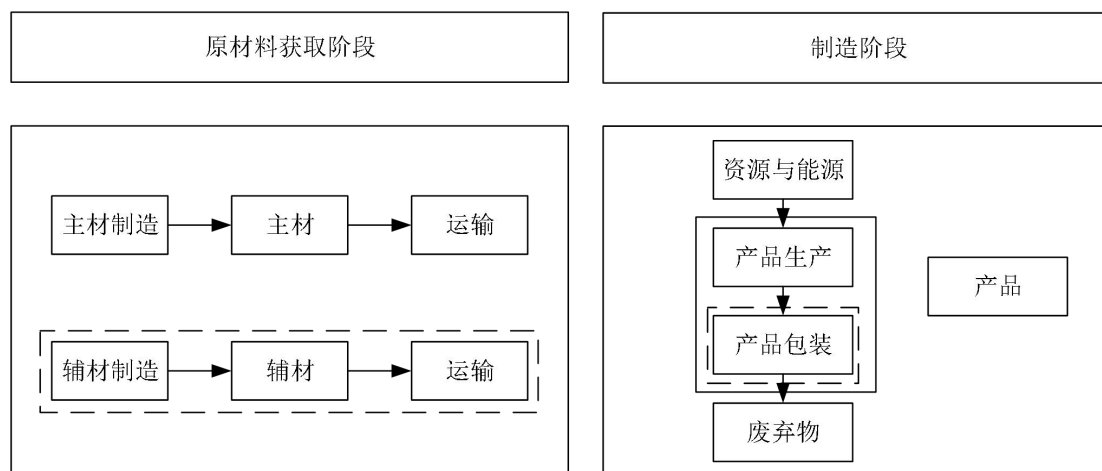 原材料获取阶段
制造阶段
主材制造
主材
运输
辅材制造
辅材
运输
资源与能源
产品生产
产品包装
废弃物
产品